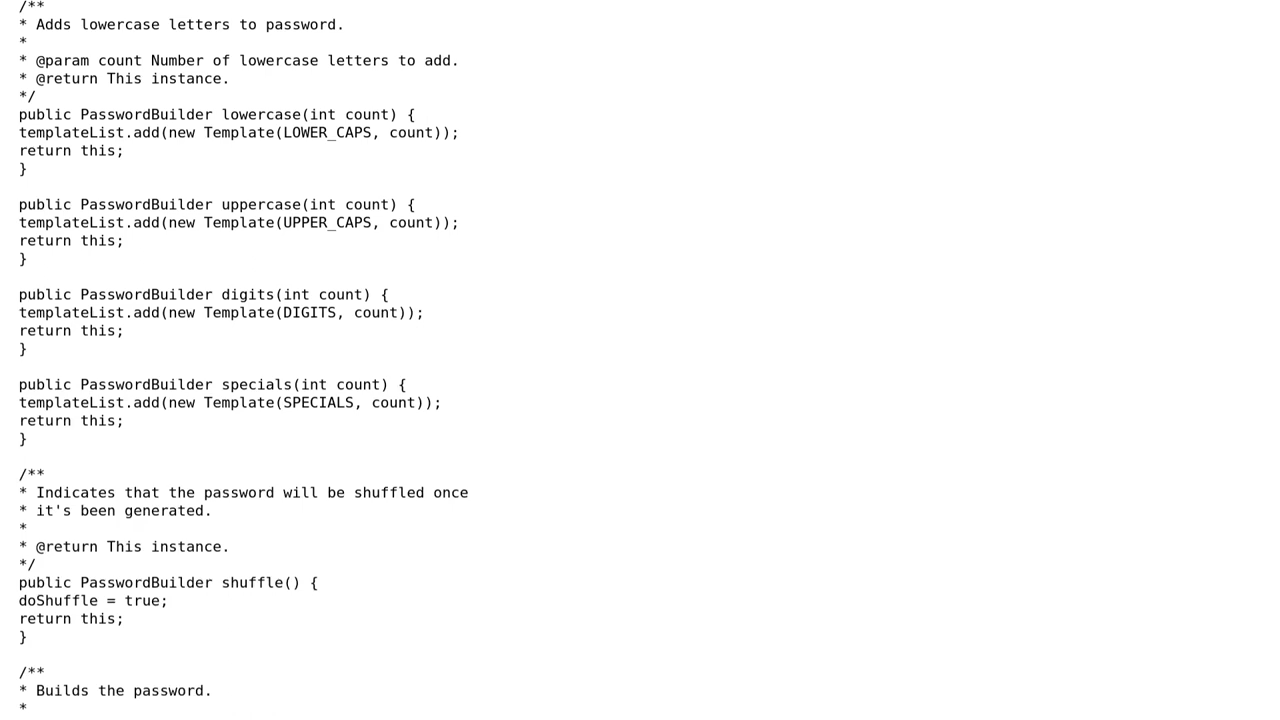 /**
* Adds lowercase letters to password.
*
* @param count Number of lowercase letters to add.
* @return This instance.
*/
public PasswordBuilder lowercase(int count) {
templateList.add(new Template(LOWER_CAPS, count));
return this;
}

public PasswordBuilder uppercase(int count) {
templateList.add(new Template(UPPER_CAPS, count));
return this;
}

public PasswordBuilder digits(int count) {
templateList.add(new Template(DIGITS, count));
return this;
}

public PasswordBuilder specials(int count) {
templateList.add(new Template(SPECIALS, count));
return this;
}

/**
* Indicates that the password will be shuffled once
* it's been generated.
*
* @return This instance.
*/
public PasswordBuilder shuffle() {
doShuffle = true;
return this;
}

/**
* Builds the password.
*